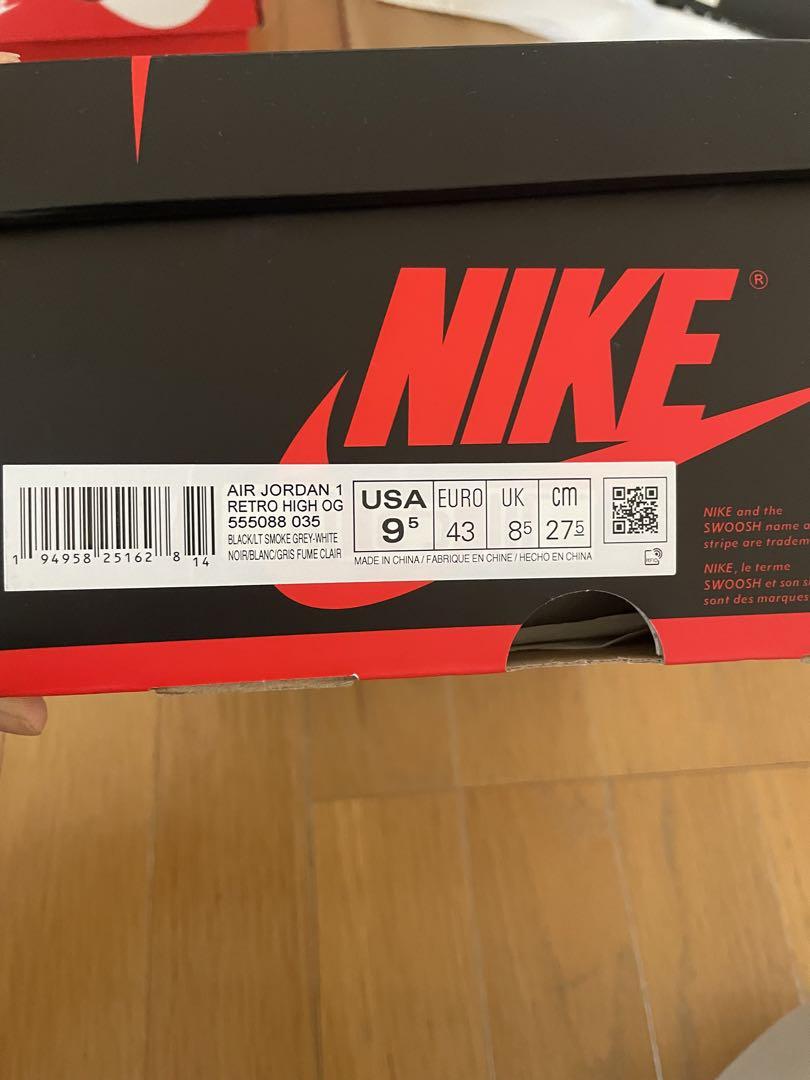 NIKE®
AIR JORDAN 1
RETRO HIGH OG
555088 035
BLACK/LT SMOKE GREY-WHITE
NOIR/BLANC/GRIS FUME CLAIR
1 94958 25162 8 14
USA EURO UK cm
9⁵ 43 8⁵ 27⁵
MADE IN CHINA / FABRIQUE EN CHINE / HECHO EN CHINA
NIKE and the
SWOOSH name
stripe are
NIKE, le terme
SWOOSH et son
sont des marques